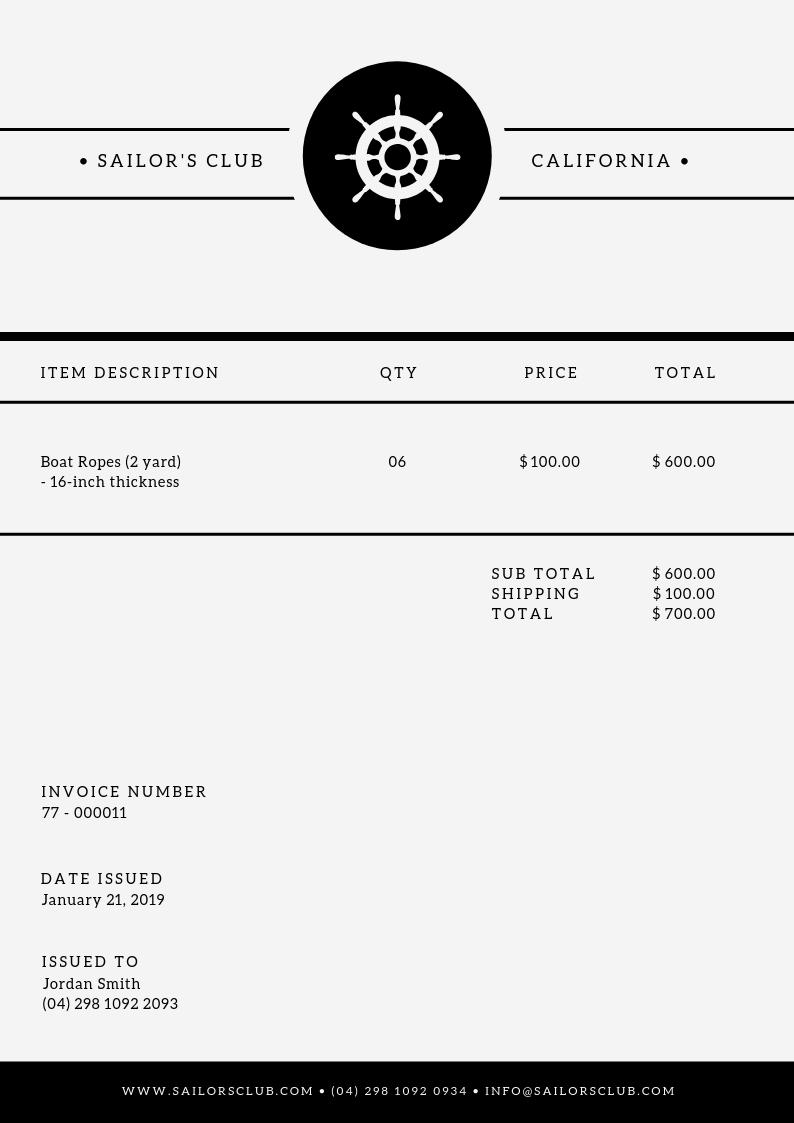 • SAILOR'S CLUB
CALIFORNIA •
ITEM DESCRIPTION QTY PRICE TOTAL
Boat Ropes (2 yard) 06 $ 100.00 $ 600.00
- 16-inch thickness
SUB TOTAL $ 600.00
SHIPPING $ 100.00
TOTAL $ 700.00
INVOICE NUMBER
77 - 000011
DATE ISSUED
January 21, 2019
ISSUED TO
Jordan Smith
(04) 298 1092 2093
WWW.SAILORSCLUB.COM • (04) 298 1092 0934 • INFO@SAILORSCLUB.COM